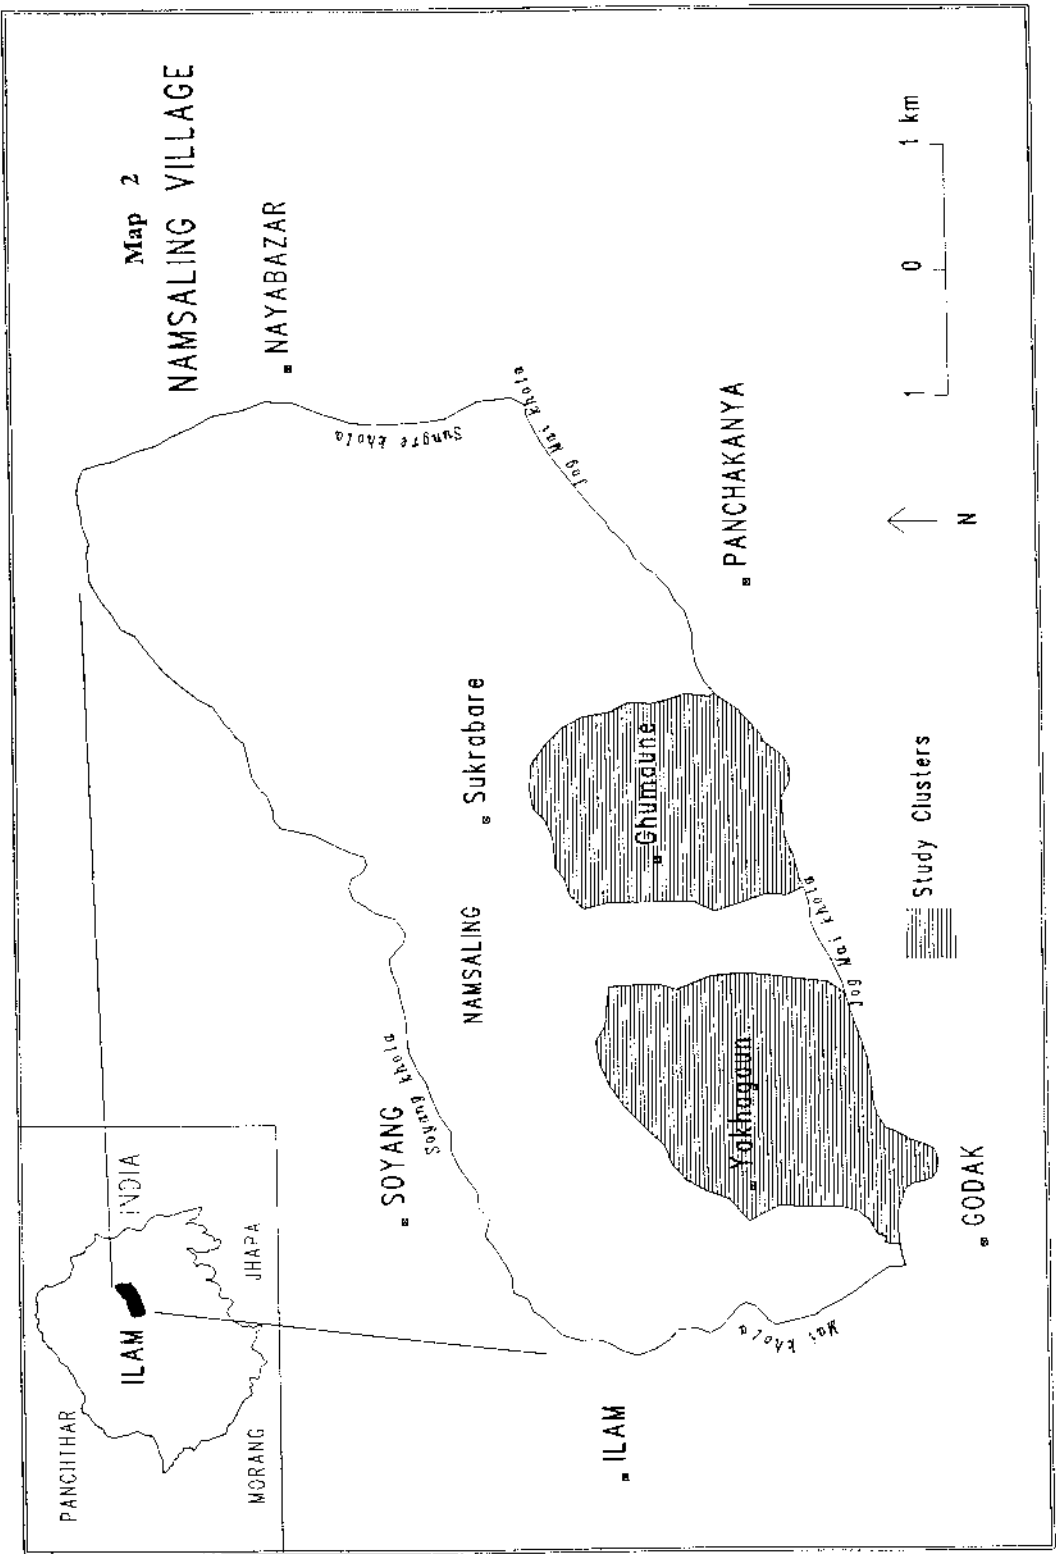 Map 2
NAMSALING VILLAGE
PANCHTHAR
INDIA
ILAM
JHAPA
MORANG
NAYABAZAR
Sungre khola
Jog Mai khola
SOYANG
Soyang khola
Sukrabare
NAMSALING
Ghumaune
PANCHAKANYA
Yakhagaun
Jog Mai khola
Mai khola
ILAM
GODAK
Study Clusters
N
1 0 1 km